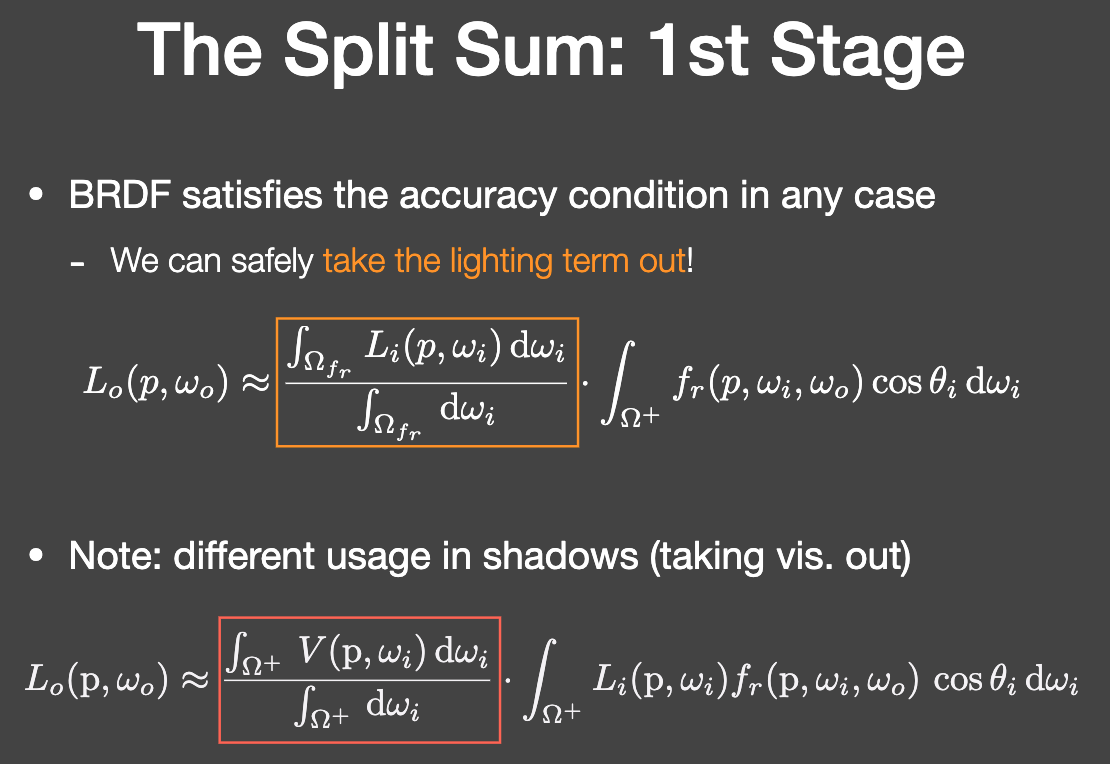 The Split Sum: 1st Stage
• BRDF satisfies the accuracy condition in any case
- We can safely take the lighting term out!
$L_o(p, \omega_o) \approx \frac{\int_{\Omega_{f_r}} L_i(p, \omega_i) \, \mathrm{d}\omega_i}{\int_{\Omega_{f_r}} \mathrm{d}\omega_i} \cdot \int_{\Omega^+} f_r(p, \omega_i, \omega_o) \cos\theta_i \, \mathrm{d}\omega_i$
• Note: different usage in shadows (taking vis. out)
$L_o(\mathrm{p}, \omega_o) \approx \frac{\int_{\Omega^+} V(\mathrm{p}, \omega_i) \, \mathrm{d}\omega_i}{\int_{\Omega^+} \mathrm{d}\omega_i} \cdot \int_{\Omega^+} L_i(\mathrm{p}, \omega_i) f_r(\mathrm{p}, \omega_i, \omega_o) \cos\theta_i \, \mathrm{d}\omega_i$